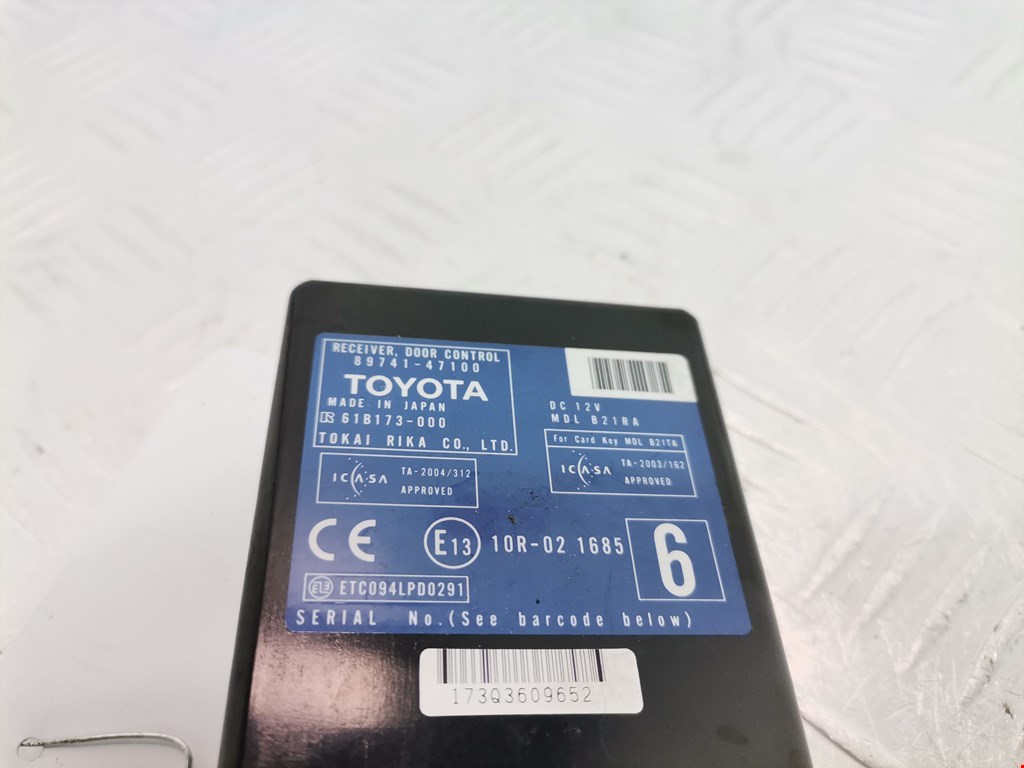 RECEIVER, DOOR CONTROL
89741-47100
TOYOTA
MADE IN JAPAN
61B173-000
TOKAI RIKA CO., LTD.
DC 12V
MDL B21RA
For Card Key MDL B21TA
ICASA TA-2003/162
APPROVED
ICASA TA-2004/312
APPROVED
CE E13 10R-02 1685 6
ETC094LPD0291
SERIAL No.(See barcode below)
173Q3609652